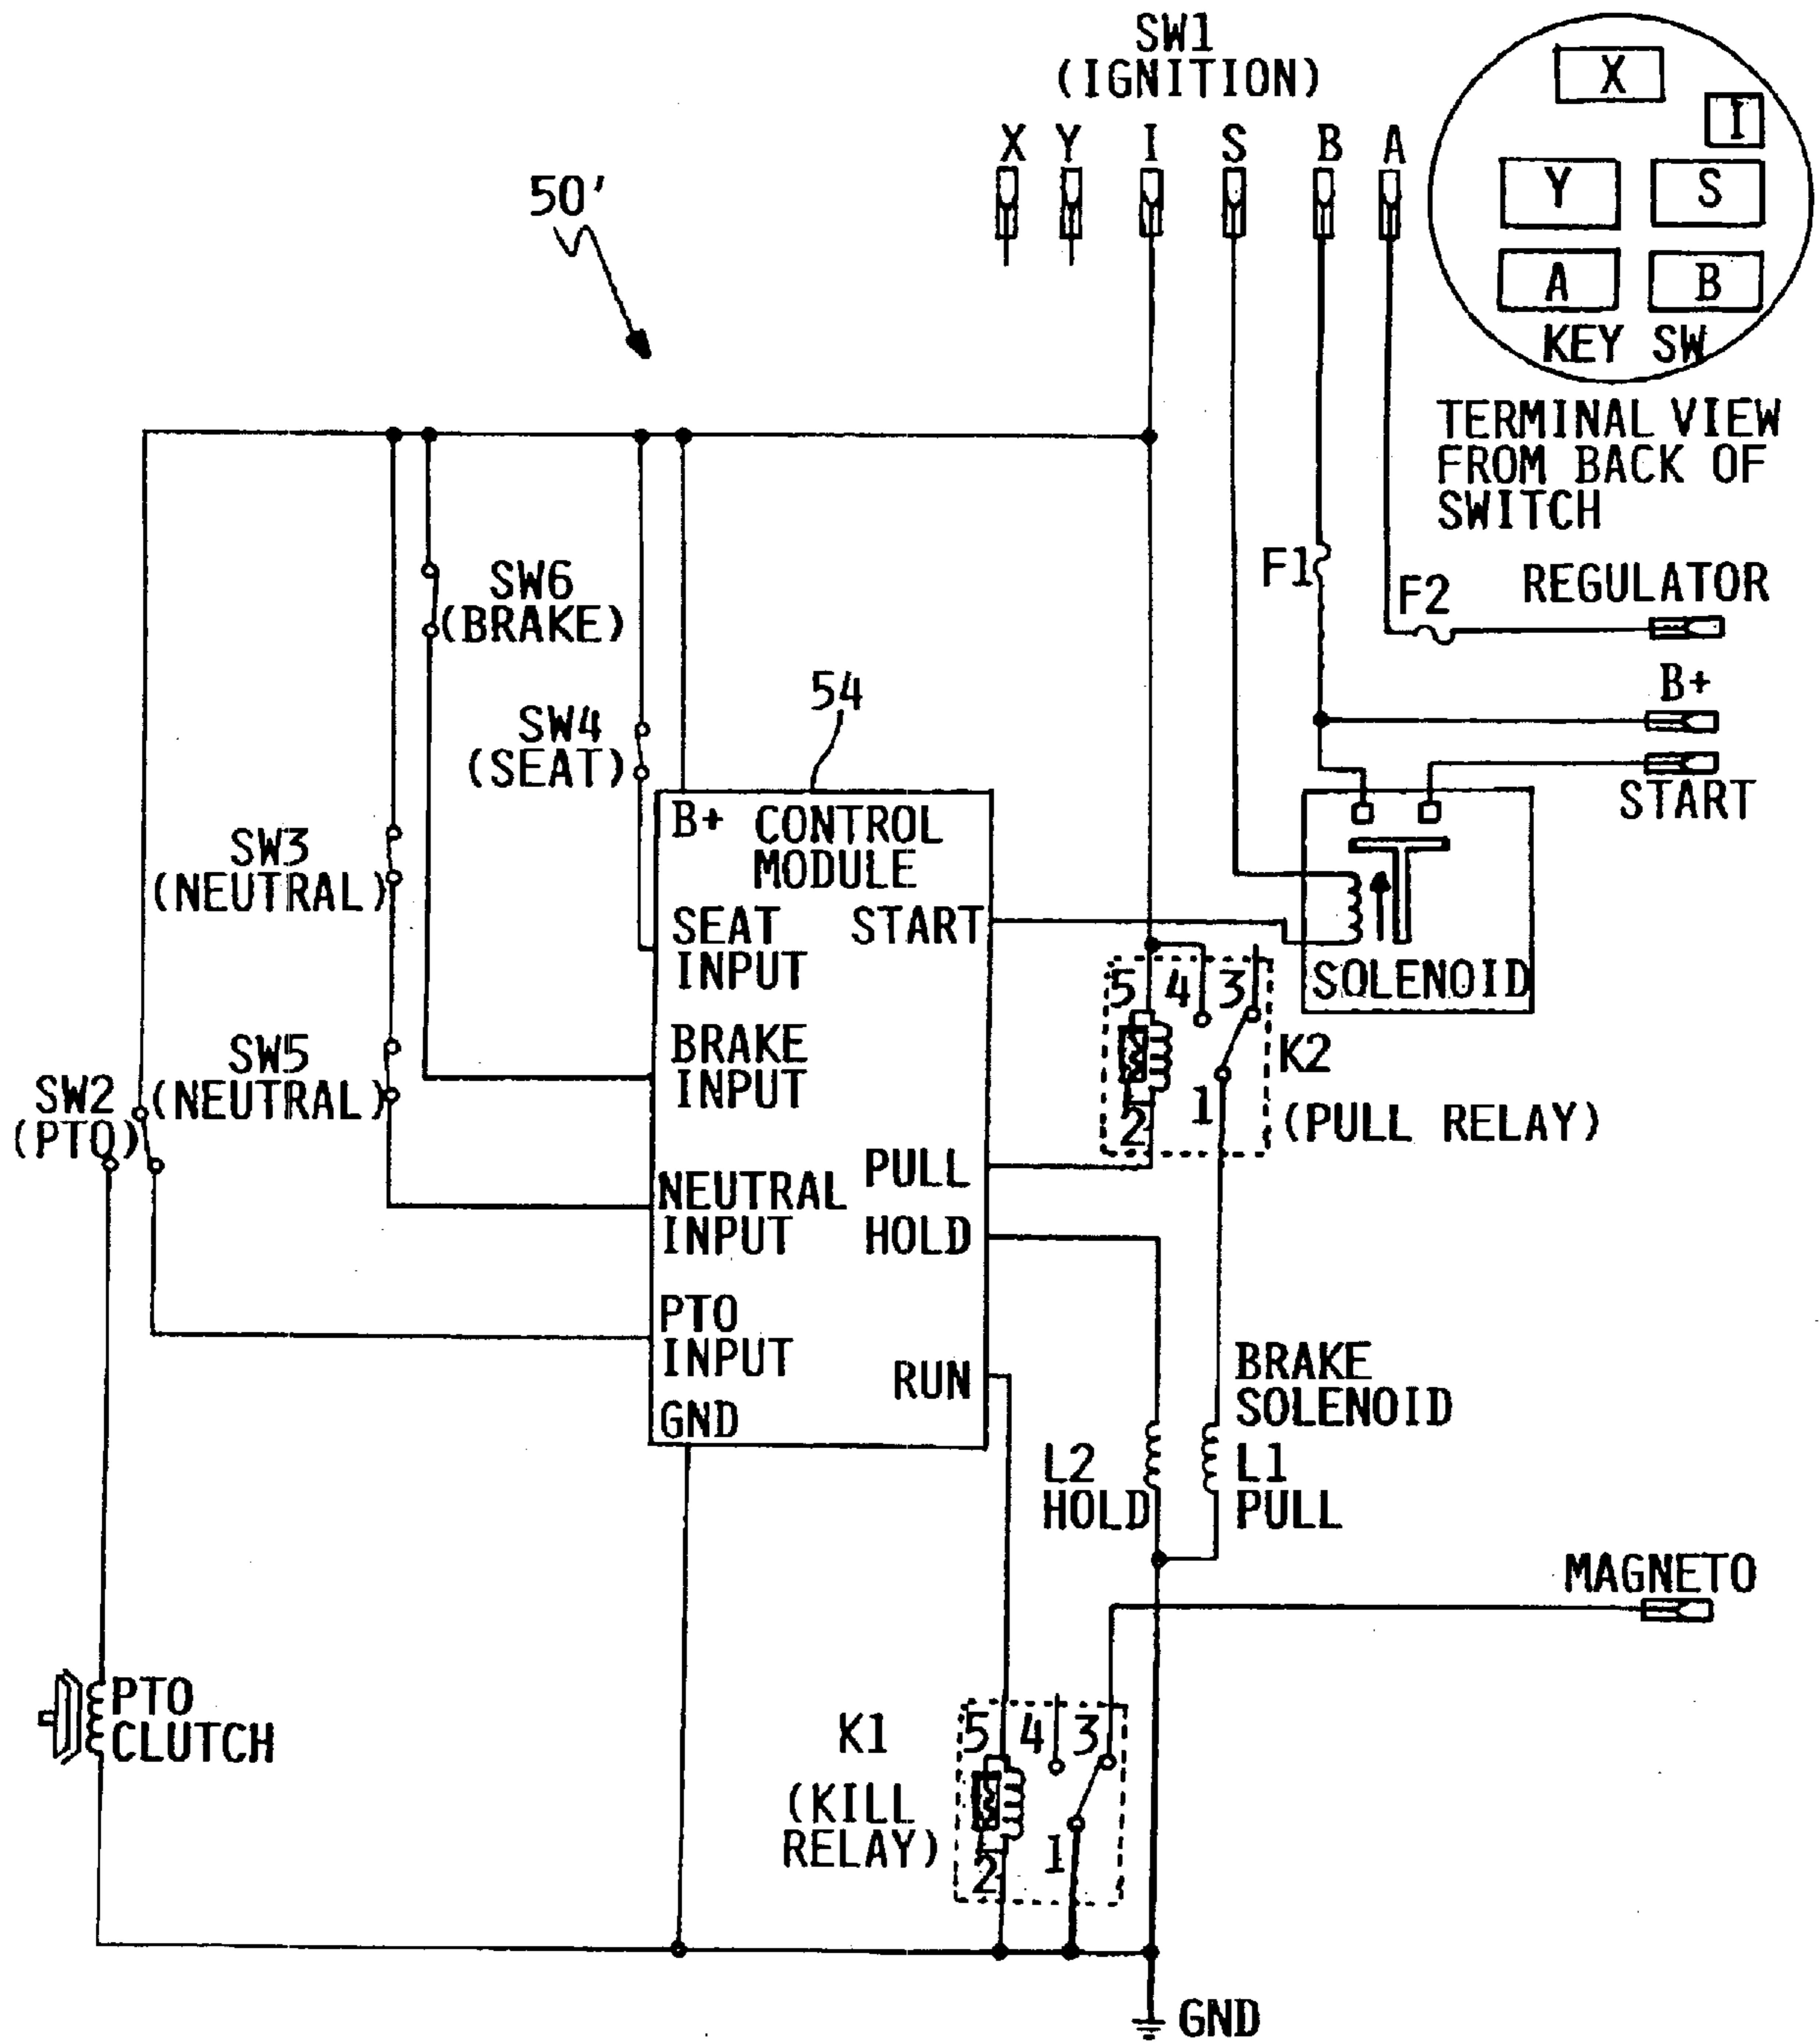 SW1
(IGNITION)
X Y I S B A
X
I
Y S
A B
KEY SW
TERMINAL VIEW
FROM BACK OF
SWITCH
50'
F1
F2
REGULATOR
B+
START
SW6
(BRAKE)
SW4
(SEAT)
54
SW3
(NEUTRAL)
SW5
(NEUTRAL)
SW2
(PTO)
B+ CONTROL
MODULE
SEAT
INPUT
START
BRAKE
INPUT
PULL
NEUTRAL
INPUT
HOLD
PTO
INPUT
RUN
GND
SOLENOID
5 4 3
2 1
K2
(PULL RELAY)
BRAKE
SOLENOID
L2
HOLD
L1
PULL
MAGNETO
PTO
CLUTCH
K1
(KILL
RELAY)
5 4 3
2 1
GND